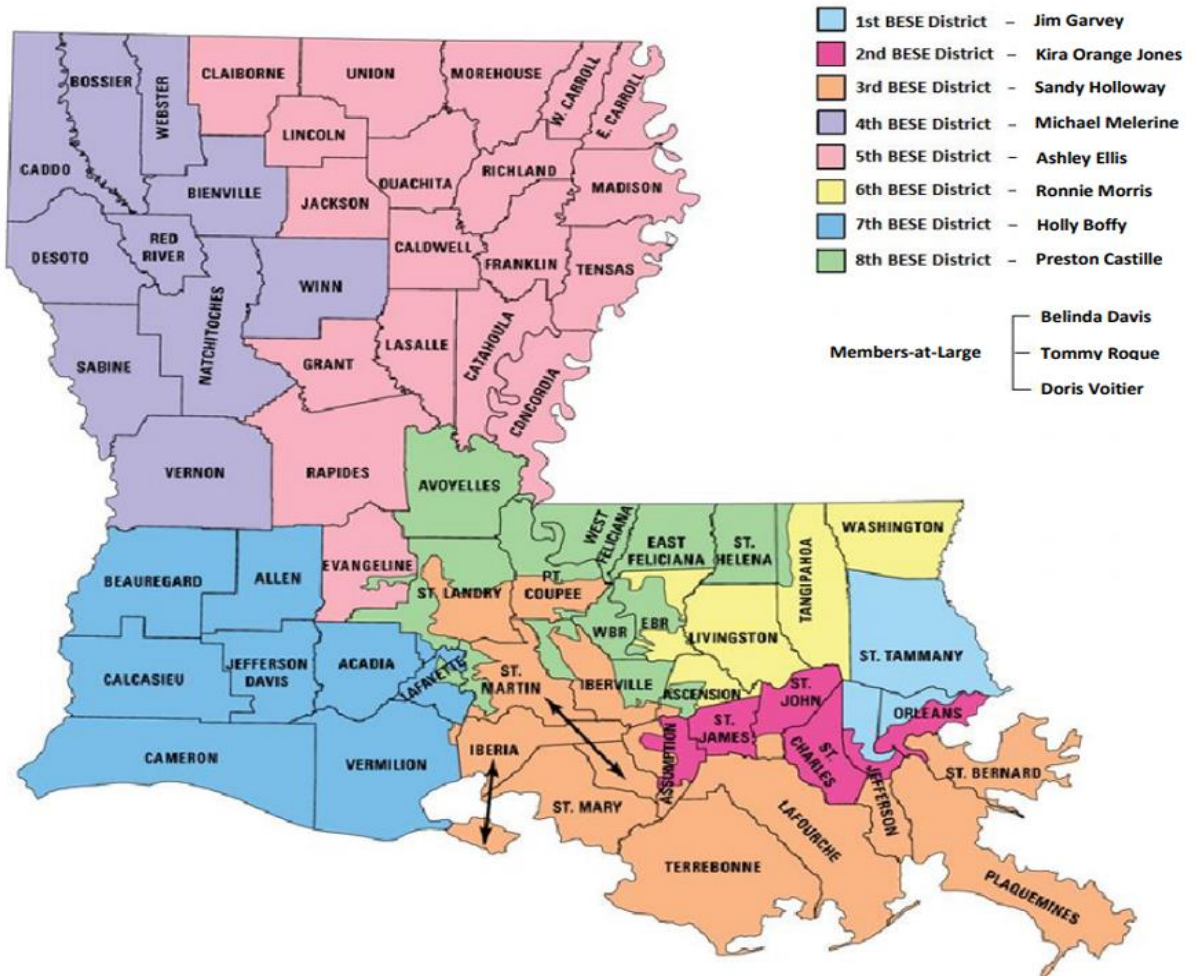 1st BESE District – Jim Garvey
2nd BESE District – Kira Orange Jones
3rd BESE District – Sandy Holloway
4th BESE District – Michael Melerine
5th BESE District – Ashley Ellis
6th BESE District – Ronnie Morris
7th BESE District – Holly Boffy
8th BESE District – Preston Castille
Members-at-Large
Belinda Davis
Tommy Roque
Doris Voitier
CADDO
BOSSIER
WEBSTER
CLAIBORNE
UNION
MOREHOUSE
W. CARROLL
E. CARROLL
LINCOLN
BIENVILLE
JACKSON
OUACHITA
RICHLAND
MADISON
DESOTO
RED
RIVER
WINN
CALDWELL
FRANKLIN
TENSAS
SABINE
NATCHITOCHES
GRANT
LASALLE
CATAHOULA
CONCORDIA
VERNON
RAPIDES
AVOYELLES
WEST
FELICIANA
EAST
FELICIANA
ST.
HELENA
TANGIPAHOA
WASHINGTON
BEAUREGARD
ALLEN
EVANGELINE
ST. LANDRY
PT.
COUPEE
WBR
EBR
LIVINGSTON
ST. TAMMANY
CALCASIEU
JEFFERSON
DAVIS
ACADIA
LAFAYETTE
ST.
MARTIN
IBERVILLE
ASCENSION
ST.
JOHN
ORLEANS
CAMERON
VERMILION
IBERIA
ST. MARY
ASSUMPTION
ST.
JAMES
ST.
CHARLES
JEFFERSON
ST. BERNARD
TERREBONNE
LAFOURCHE
PLAQUEMINES